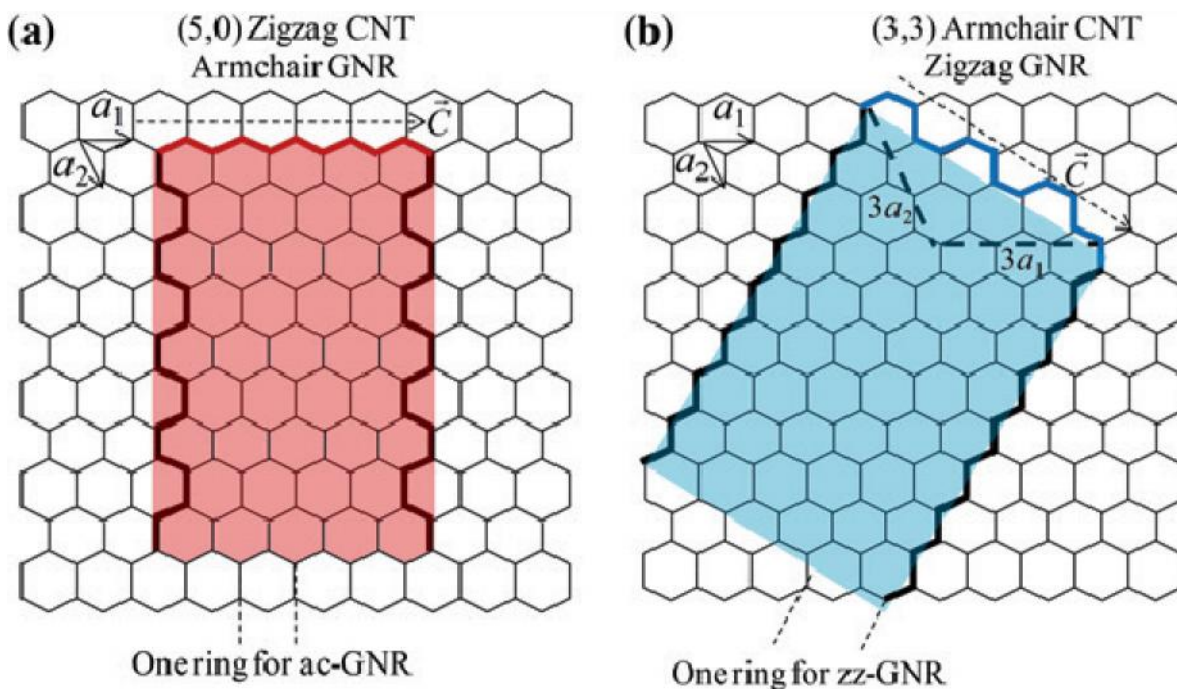 (a)
(5,0) Zigzag CNT
Armchair GNR
a₁
C⃗
a₂
One ring for ac-GNR
(b)
(3,3) Armchair CNT
Zigzag GNR
a₁
a₂
C⃗
3a₂
3a₁
One ring for zz-GNR